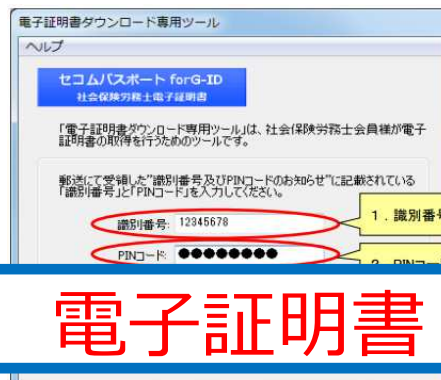 電子証明書ダウンロード専用ツール
ヘルプ
セコムパスポート forG-ID
社会保険労務士電子証明書
「電子証明書ダウンロード専用ツール」は、社会保険労務士会員様が電子
証明書の取得を行うためのツールです。
郵送にて受領した"識別番号及びPINコードのお知らせ"に記載されている
「識別番号」と「PINコード」を入力してください。
識別番号: 12345678
1．識別番号
PINコード: ●●●●●●●●
電子証明書